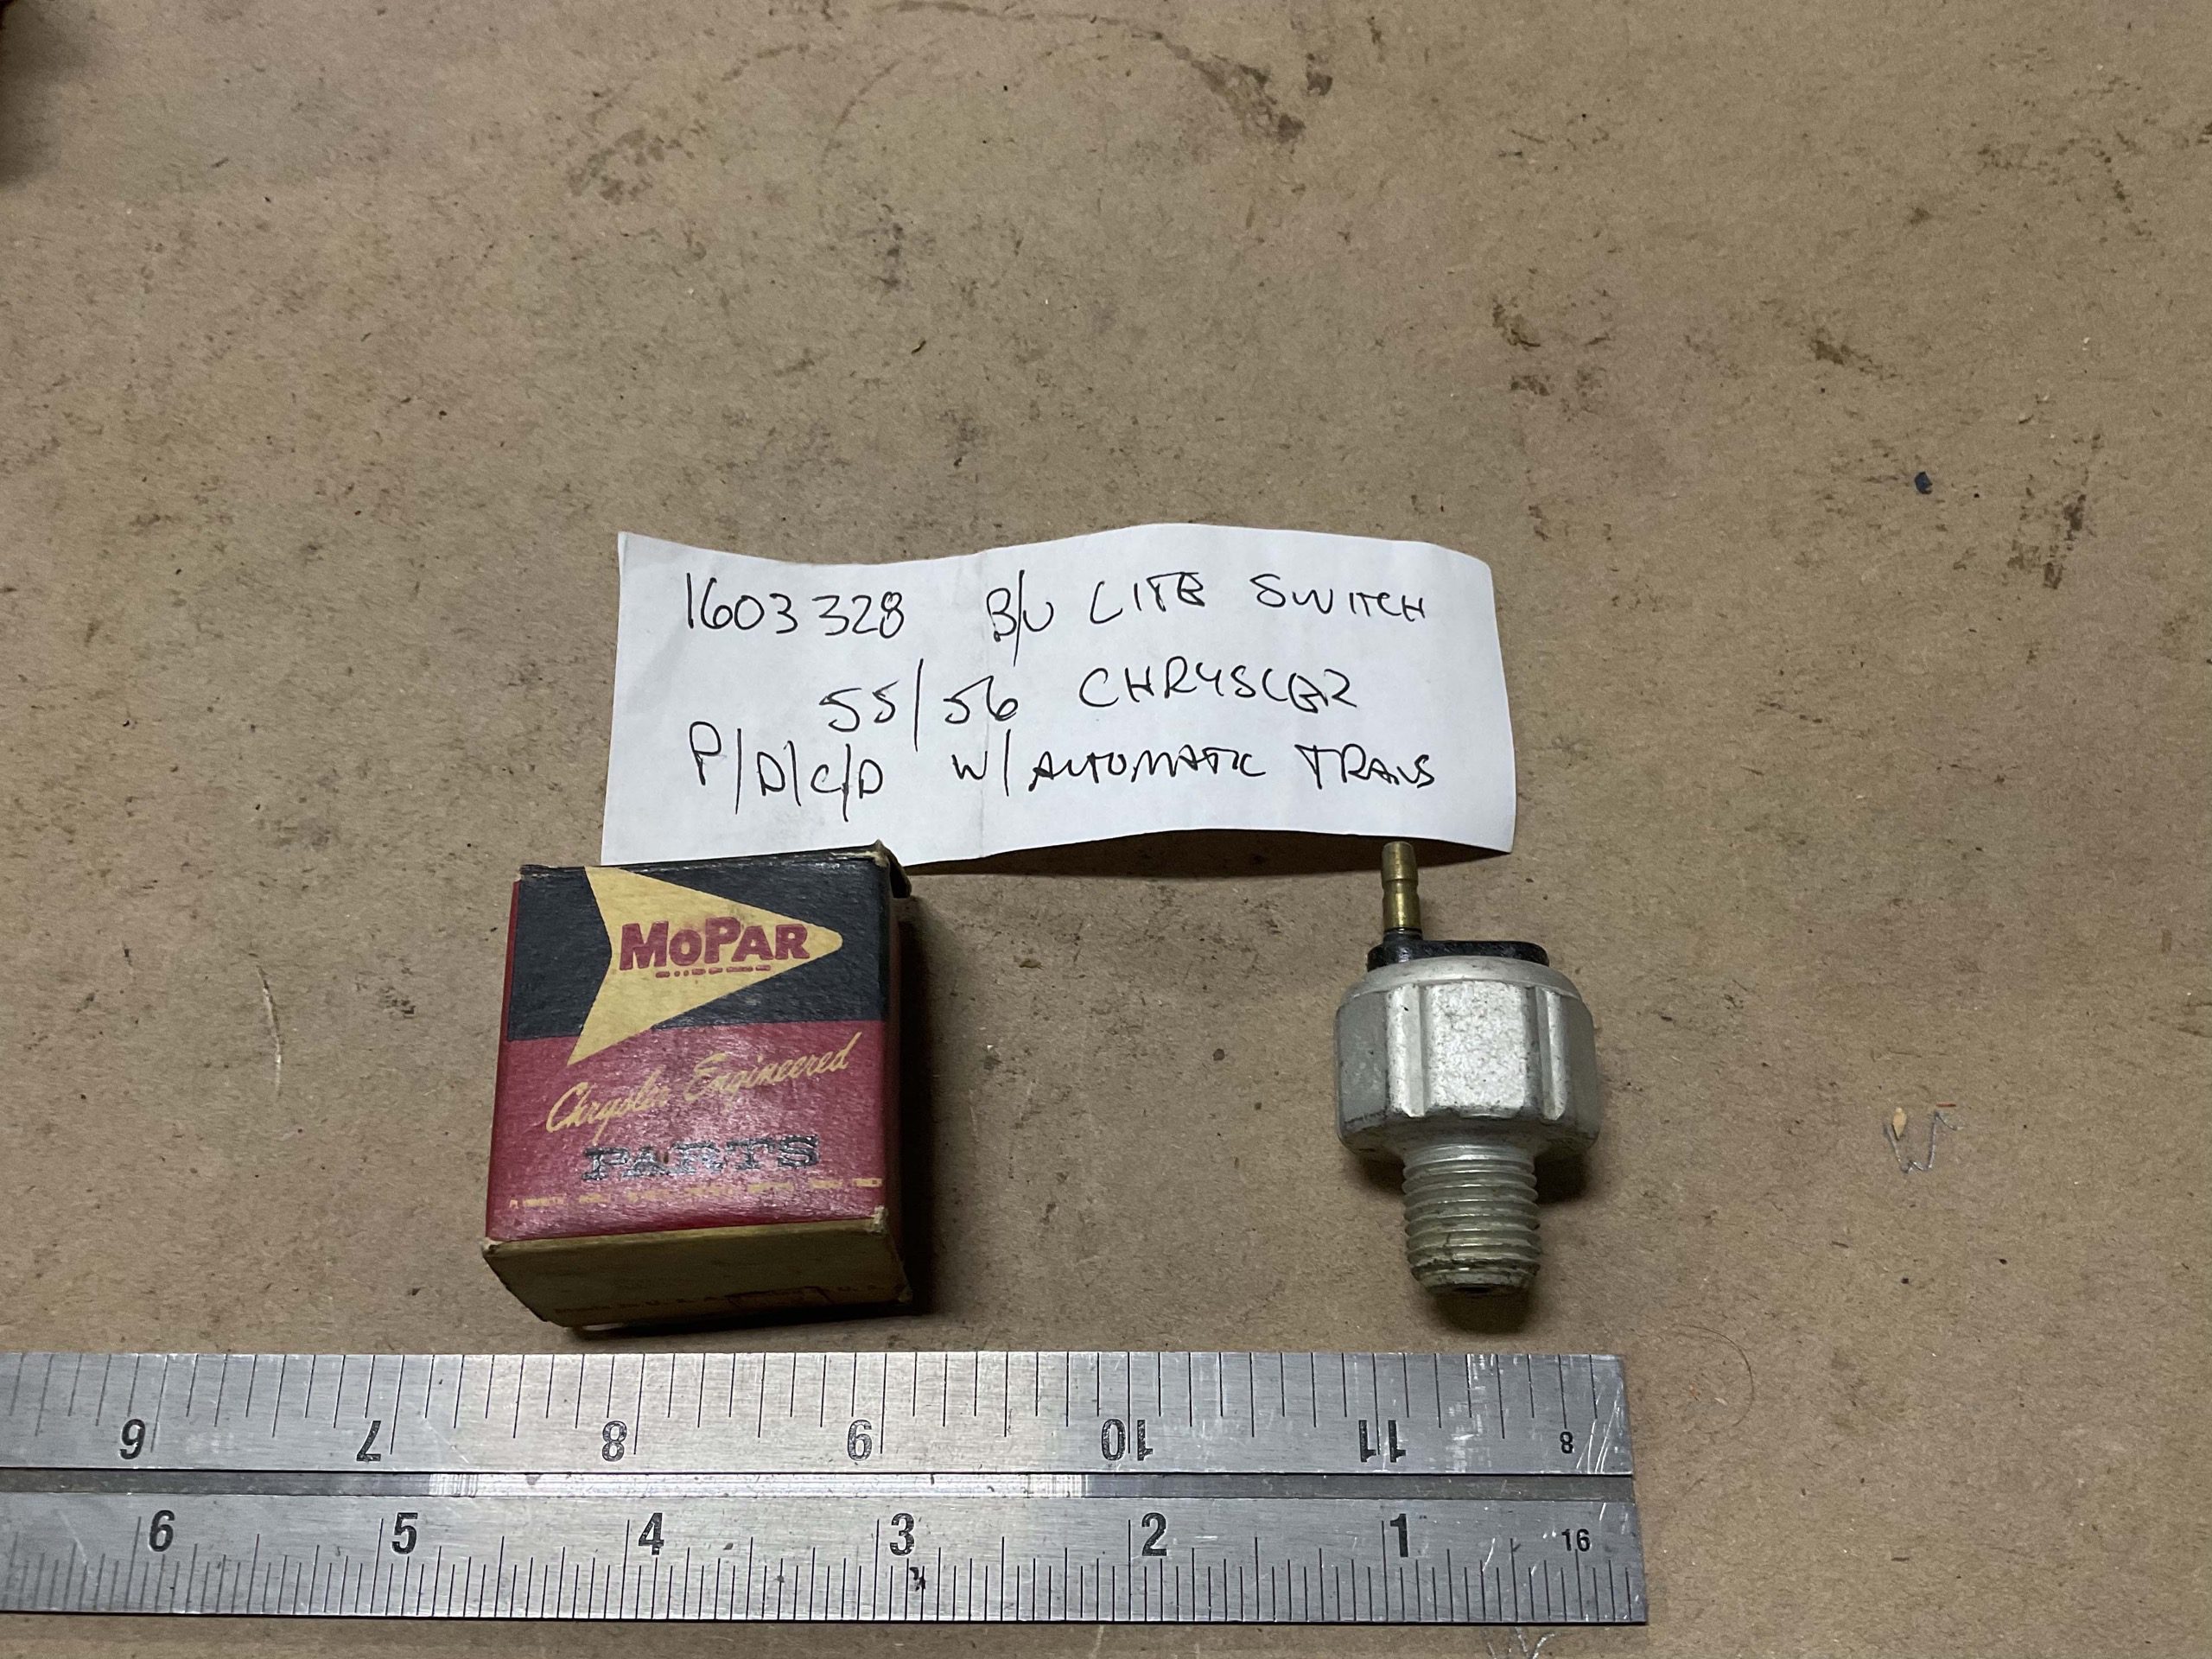 1603328 B/U LITE SWITCH
55/56 CHRYSLER
P/D/C/D W/AUTOMATIC TRANS
MOPAR
Chrysler Engineered
PARTS
6 7 8 9 10 11 8
6 5 4 3 2 1 16
W